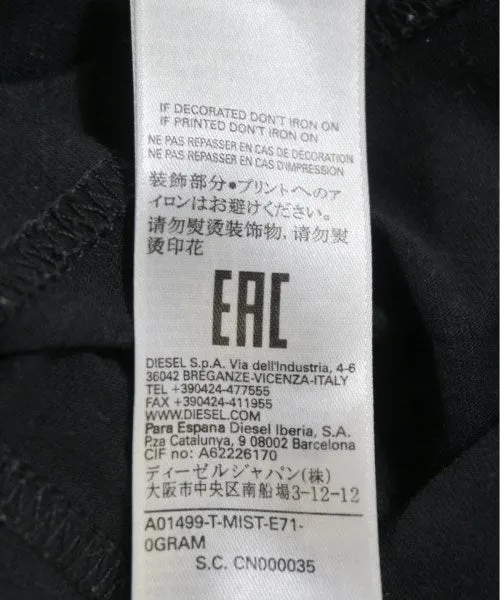 IF DECORATED DON'T IRON ON
IF PRINTED DON'T IRON ON
NE PAS REPASSER EN CAS DE DÉCORATION
NE PAS REPASSER EN CAS D'IMPRESSION
装飾部分・プリントへのア
イロンはお避けください。
请勿熨烫装饰物,请勿熨
烫印花
EAC
DIESEL S.p.A. Via dell'Industria, 4-6
36042 BREGANZE-VICENZA-ITALY
TEL +390424-477555
FAX +390424-411955
WWW.DIESEL.COM
Para Espana Diesel Iberia, S.A.
P.za Catalunya, 9 08002 Barcelona
CIF no: A62226170
ディーゼルジャパン(株)
大阪市中央区南船場3-12-12
A01499-T-MIST-E71-
0GRAM
S.C. CN000035